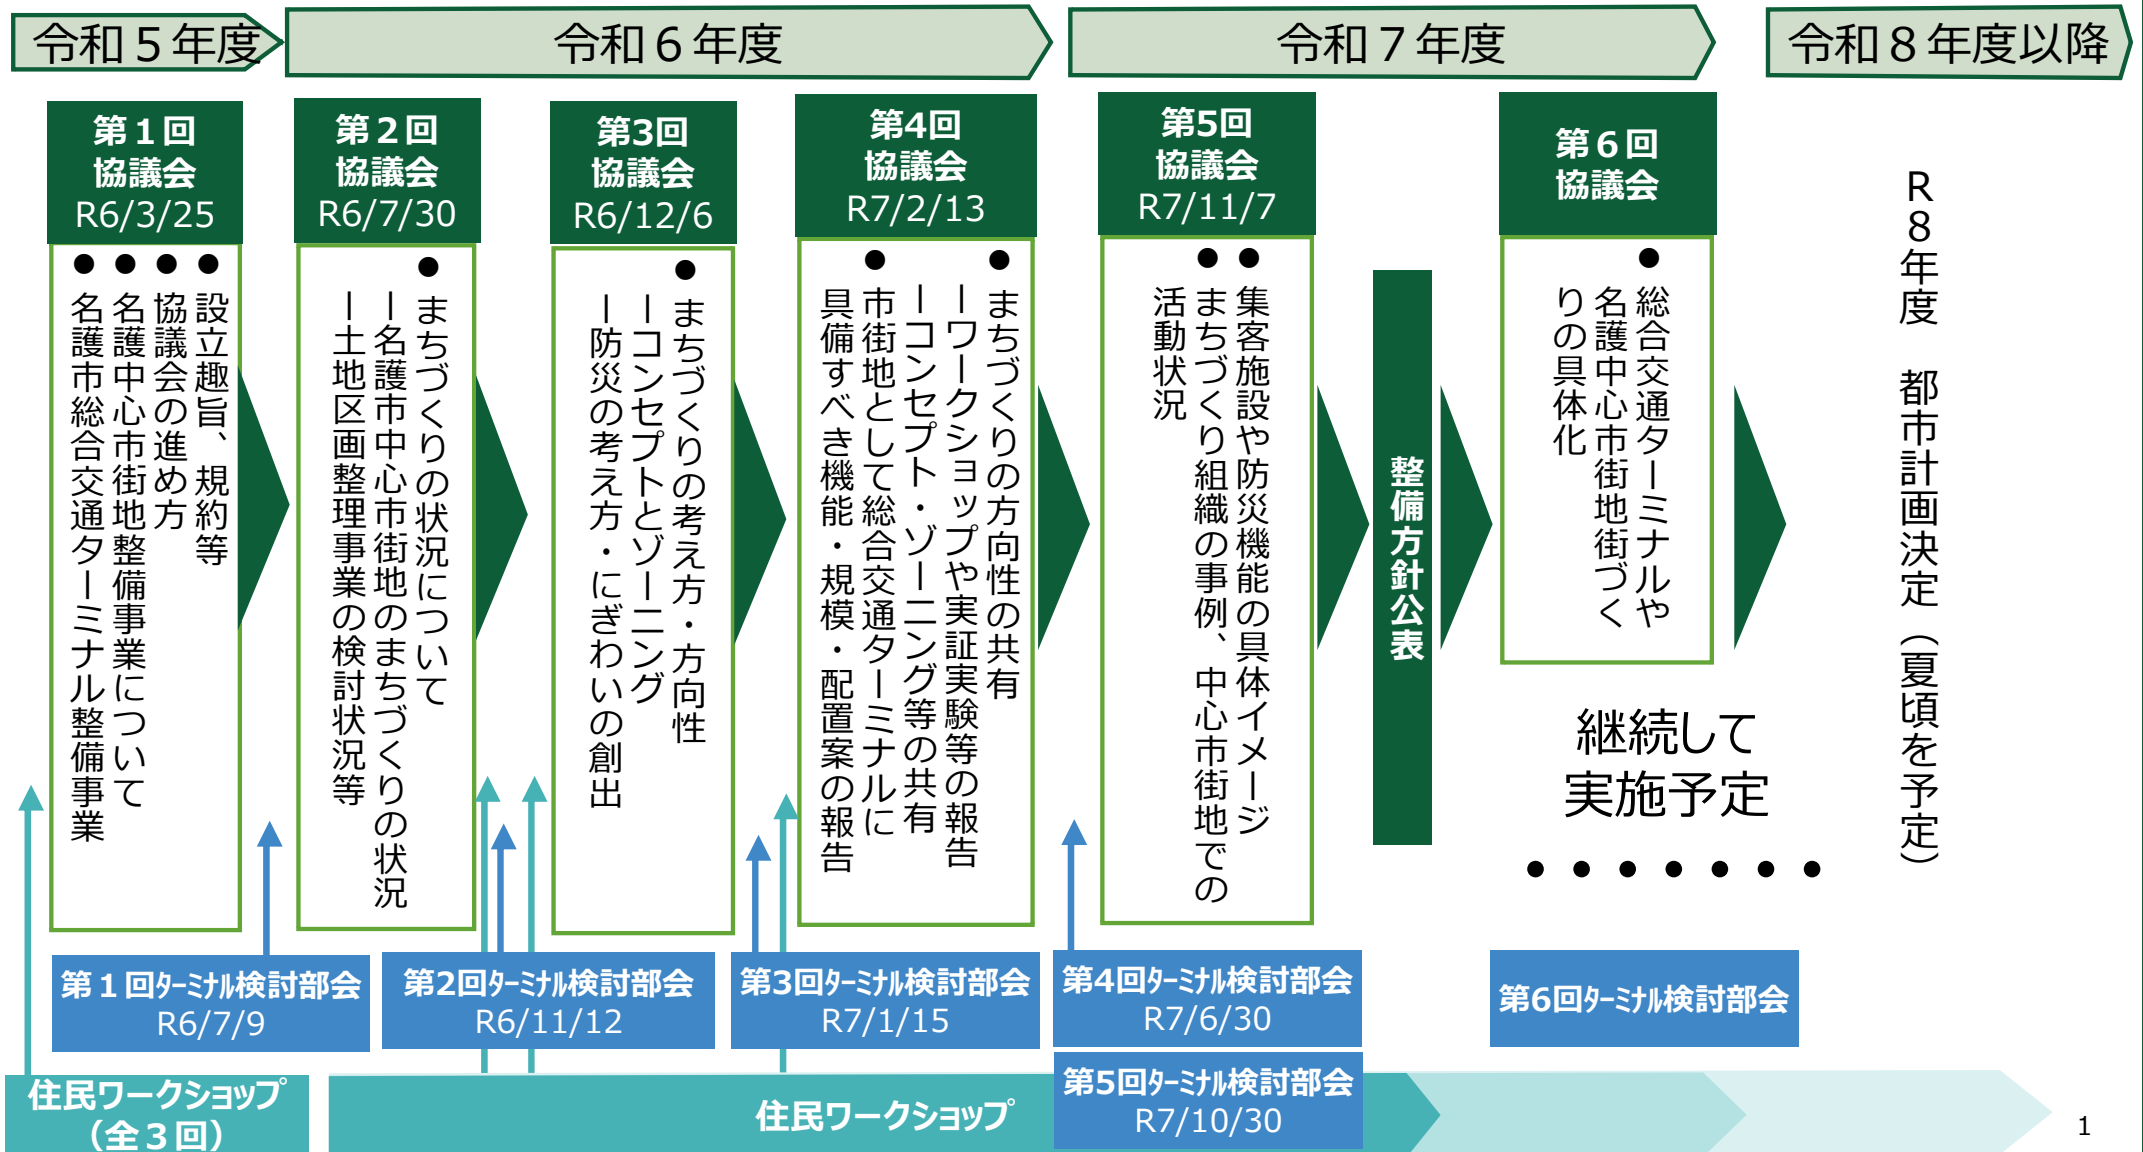 令和５年度
令和６年度
令和７年度
令和８年度以降
第１回
協議会
R6/3/25
●設立趣旨、規約等
●協議会の進め方
●名護中心市街地整備事業について
●名護市総合交通ターミナル整備事業
第２回
協議会
R6/7/30
●まちづくりの状況について
ー名護市中心市街地のまちづくりの状況
ー土地区画整理事業の検討状況等
第3回
協議会
R6/12/6
●まちづくりの考え方・方向性
ーコンセプトとゾーニング
ー防災の考え方・にぎわいの創出
第4回
協議会
R7/2/13
●まちづくりの方向性の共有
ーワークショップや実証実験等の報告
ーコンセプト・ゾーニング等の共有
●市街地として総合交通ターミナルに
具備すべき機能・規模・配置案の報告
第5回
協議会
R7/11/7
●集客施設や防災機能の具体イメージ
●まちづくり組織の事例、中心市街地での
活動状況
整備方針公表
第６回
協議会
●総合交通ターミナルや
名護中心市街地街づく
りの具体化
継続して
実施予定
・・・・・・・
R８年度　都市計画決定（夏頃を予定）
第１回ﾀｰﾐﾅﾙ検討部会
R6/7/9
第2回ﾀｰﾐﾅﾙ検討部会
R6/11/12
第3回ﾀｰﾐﾅﾙ検討部会
R7/1/15
第4回ﾀｰﾐﾅﾙ検討部会
R7/6/30
第5回ﾀｰﾐﾅﾙ検討部会
R7/10/30
第6回ﾀｰﾐﾅﾙ検討部会
住民ワークショップ
（全３回）
住民ワークショップ
1